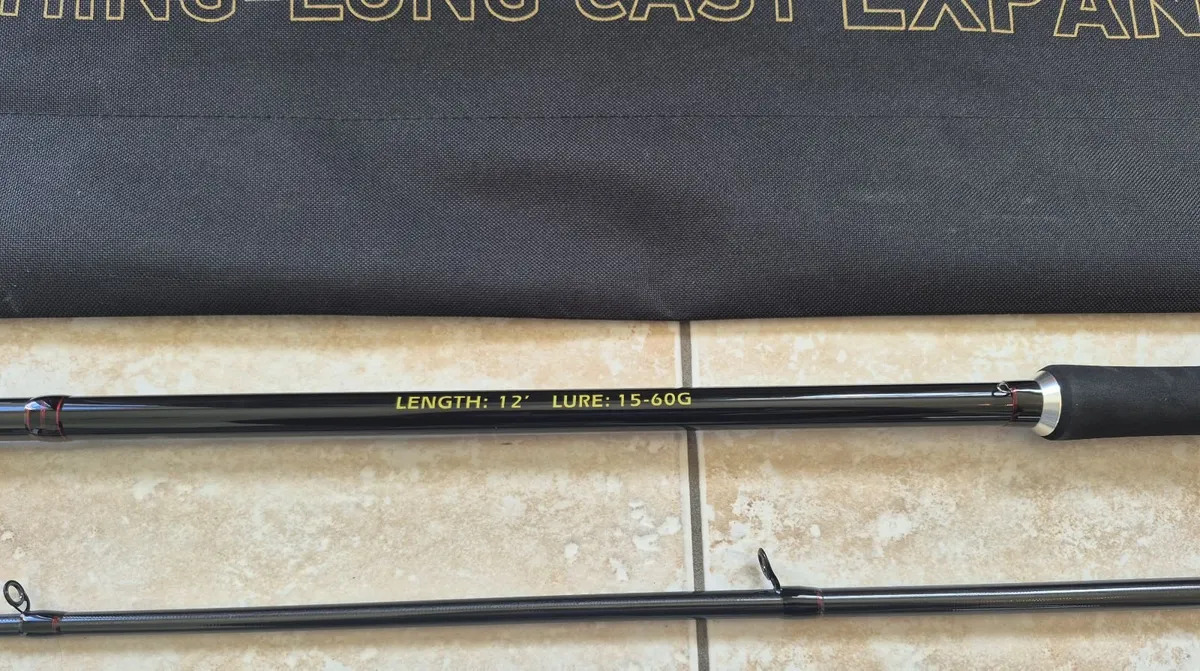 LONG CAST
LENGTH: 12' LURE: 15-60G